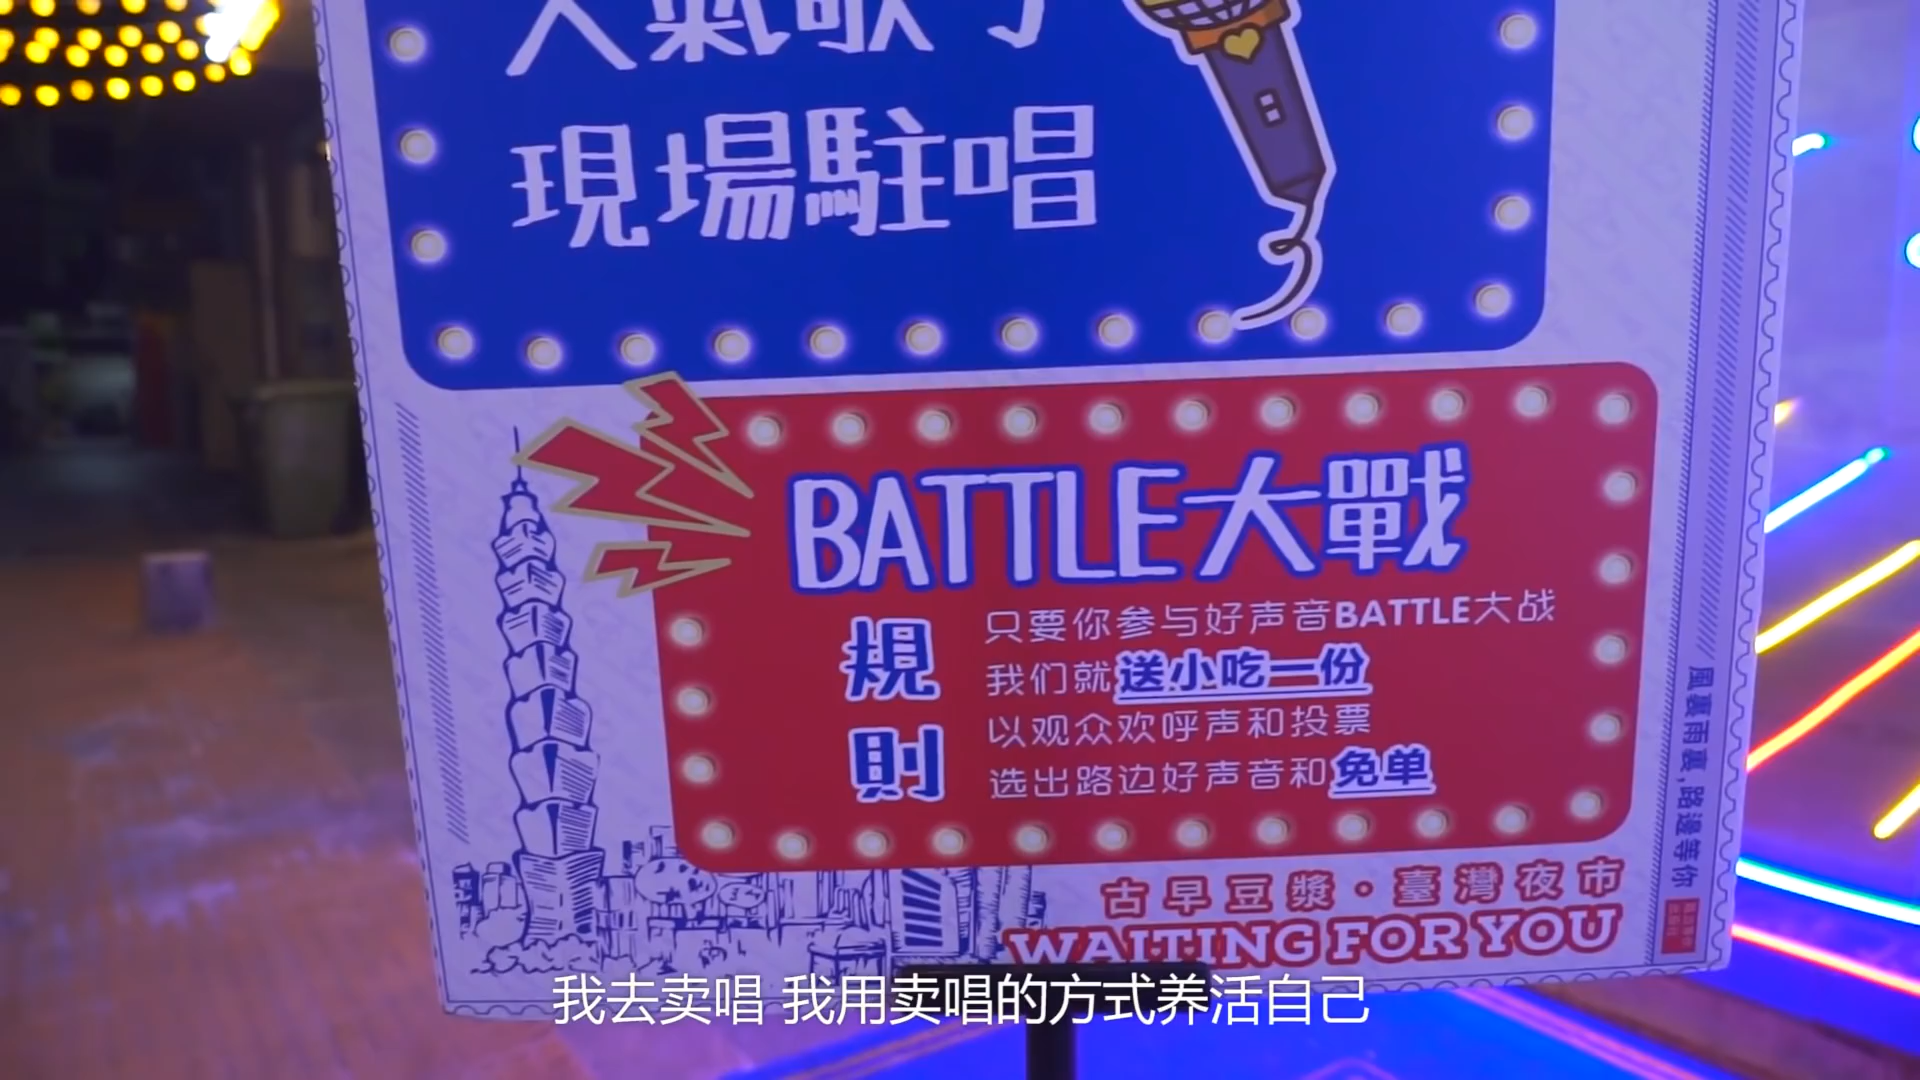 人氣歌手
現場駐唱
BATTLE大戰
規則
只要你参与好声音BATTLE大战
我们就送小吃一份
以观众欢呼声和投票
选出路边好声音和免单
風裏雨裏,路邊等你
古早豆漿·臺灣夜市
WAITING FOR YOU
我去卖唱 我用卖唱的方式养活自己